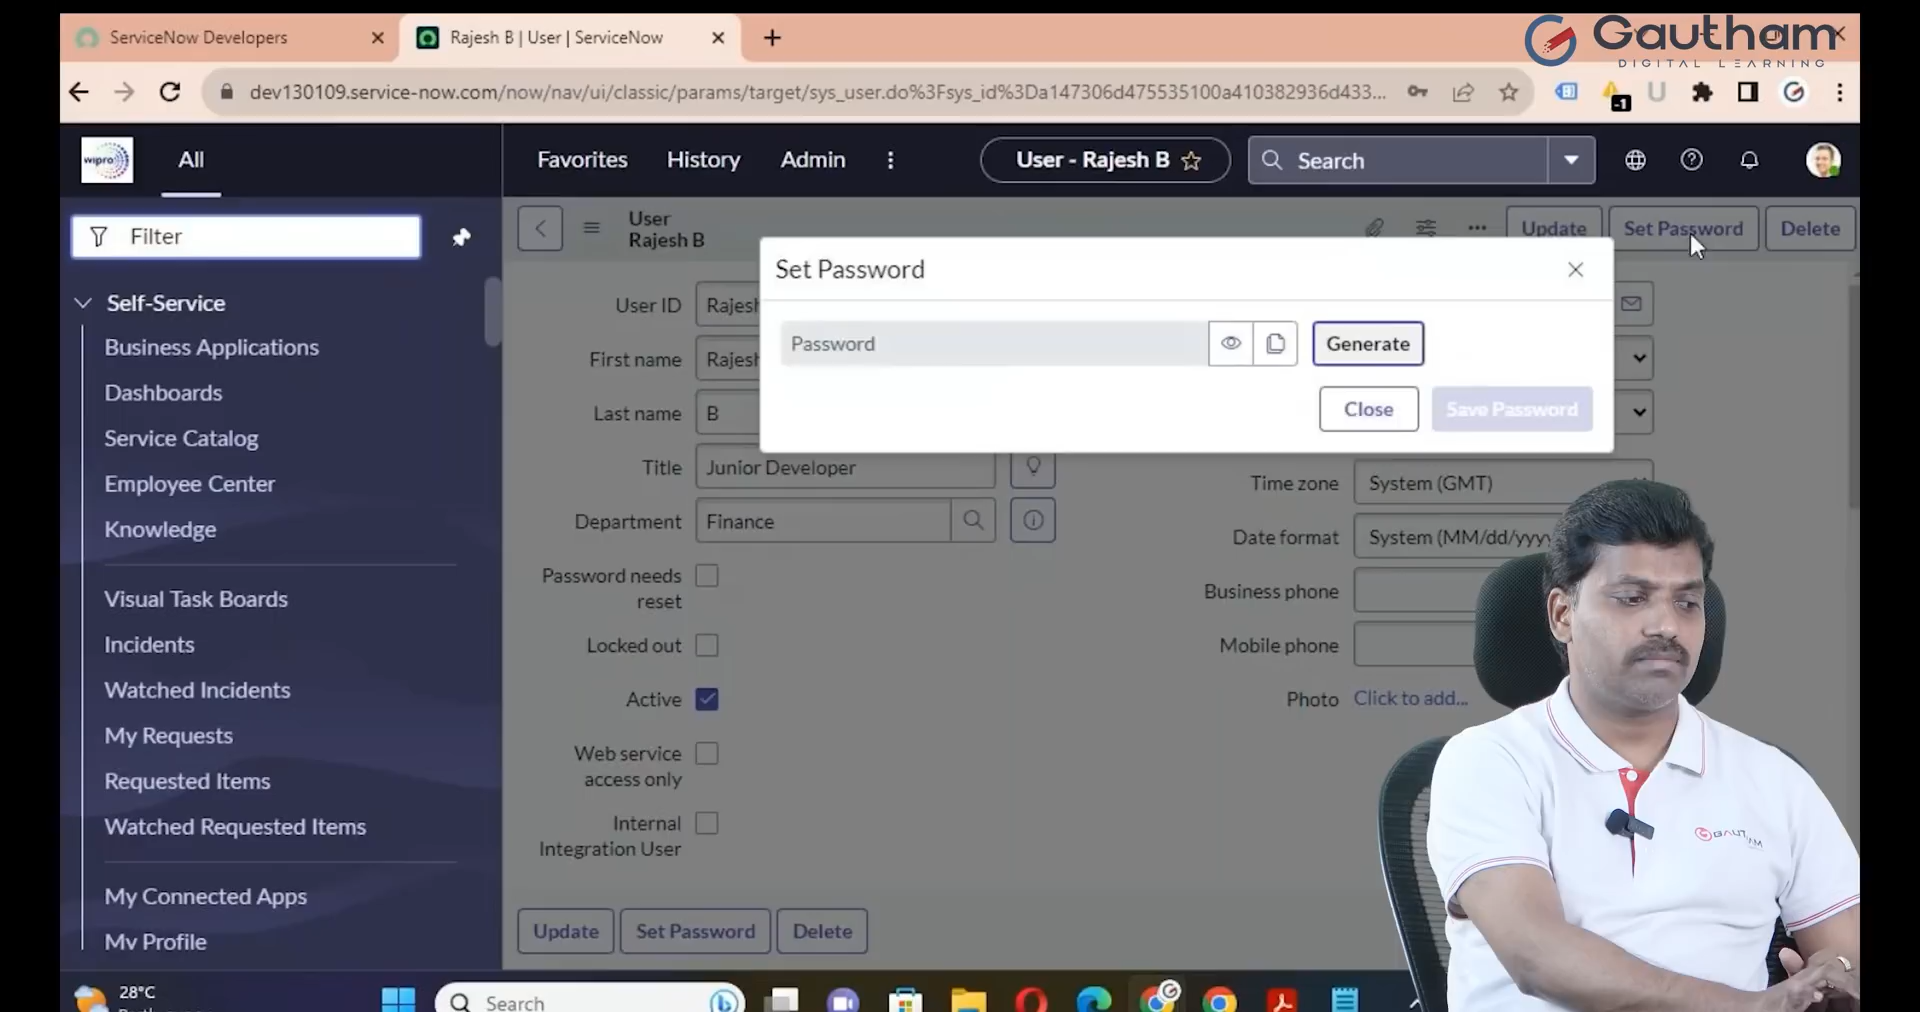 ServiceNow Developers
Rajesh B | User | ServiceNow
Gautham
DIGITAL LEARNING
dev130109.service-now.com/now/nav/ui/classic/params/target/sys_user.do%3Fsys_id%3Da147306d475535100a410382936d433...
-1
wipro
All
Favorites
History
Admin
User - Rajesh B
Search
Filter
User
Rajesh B
Update
Set Password
Delete
Set Password
Password
Generate
Close
Save Password
Self-Service
Business Applications
Dashboards
Service Catalog
Employee Center
Knowledge
Visual Task Boards
Incidents
Watched Incidents
My Requests
Requested Items
Watched Requested Items
My Connected Apps
My Profile
User ID
Rajesh
First name
Rajesh
Last name
B
Title
Junior Developer
Department
Finance
Password needs
reset
Locked out
Active
Web service
access only
Internal
Integration User
Time zone
System (GMT)
Date format
System (MM/dd/yyyy
Business phone
Mobile phone
Photo
Click to add...
Update
Set Password
Delete
28°C
Search